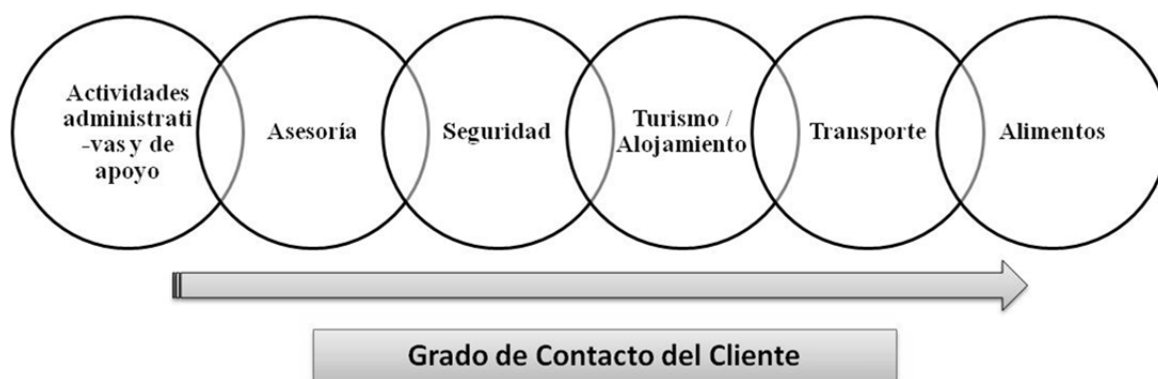 Actividades
administrati
-vas y de
apoyo
Asesoría
Seguridad
Turismo /
Alojamiento
Transporte
Alimentos
Grado de Contacto del Cliente